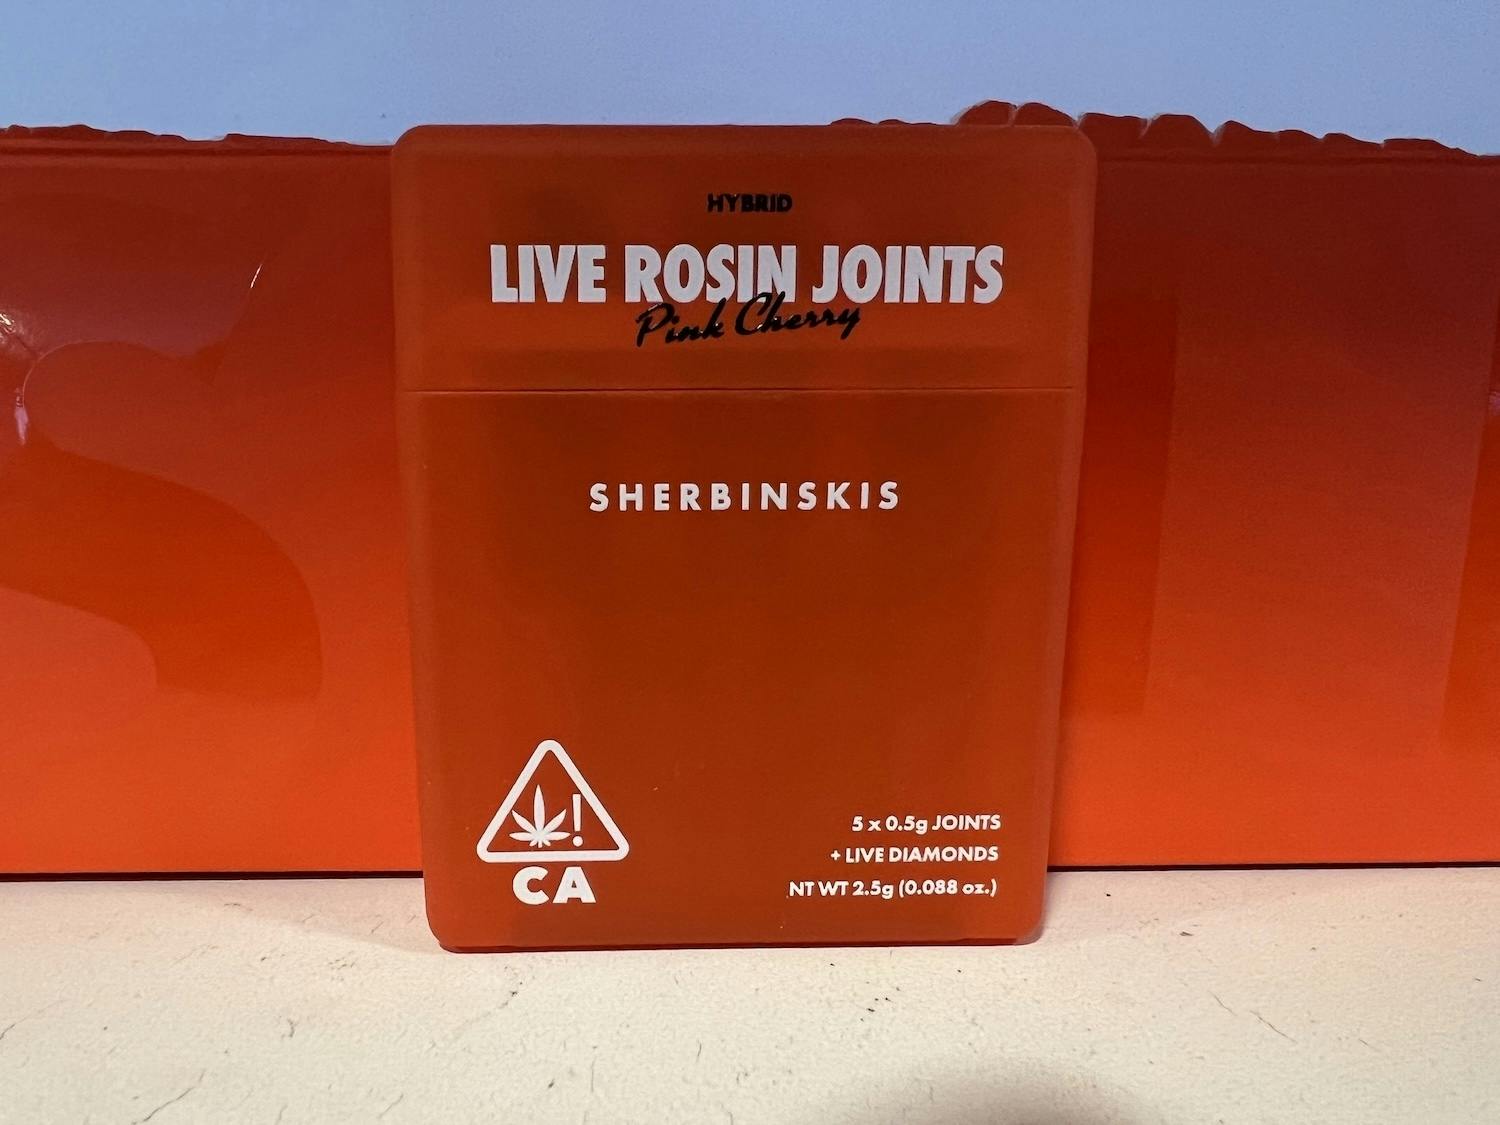 HYBRID
LIVE ROSIN JOINTS
Pink Cherry
SHERBINSKIS
!
CA
5 x 0.5g JOINTS
+ LIVE DIAMONDS
NT WT 2.5g (0.088 oz.)